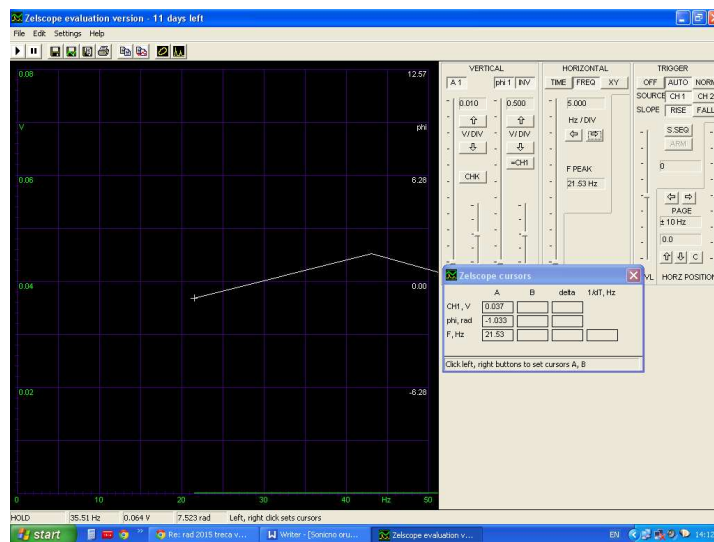 Zelscope evaluation version - 11 days left
File Edit Settings Help
VERTICAL HORIZONTAL TRIGGER
A 1 phi 1 INV TIME FREQ XY OFF AUTO NORM
SOURCE CH 1 CH 2
SLOPE RISE FALL
0.010 0.500 5.000
V/DIV V/DIV Hz / DIV
S.SEQ
ARM
=CH1
CHK
F PEAK
21.53 Hz
0
PAGE
± 10 Hz
0.0
C
LVL HORZ POSITION
0.08 12.57
V phi
0.06 6.28
0.04 0.00
0.02 -6.28
0 10 20 30 40 Hz 50
Zelscope cursors
A B delta 1/dT, Hz
CH1, V 0.037
phi, rad -1.033
F, Hz 21.53
Click left, right buttons to set cursors A, B
HOLD 35.51 Hz 0.064 V 7.523 rad Left, right click sets cursors
start Re: rad 2015 treca v... Writer - [Sonicno oru... Zelscope evaluation v... EN 14:12